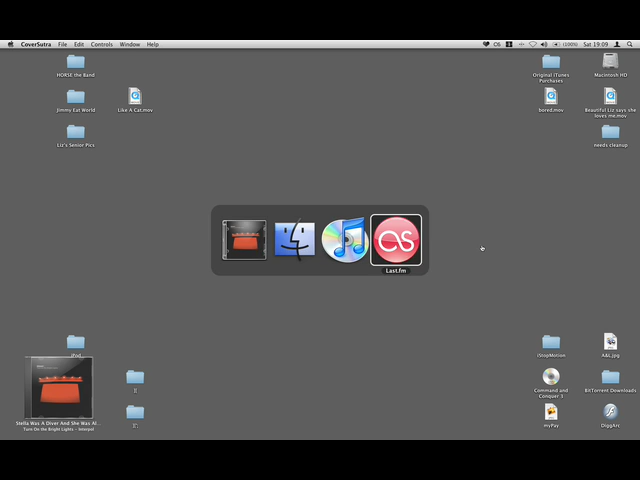 CoverSutra File Edit Controls Window Help
(100%) Sat 19:09
HORSE the Band
Original iTunes
Purchases
Macintosh HD
Jimmy Eat World
Like A Cat.mov
bored.mov
Beautiful Liz says she
loves me.mov
Liz's Senior Pics
needs cleanup
Last.fm
iPod
iStopMotion
A&L.jpg
Command and
Conquer 3
BitTorrent Downloads
Stella Was A Diver And She Was Al...
Turn On the Bright Lights - Interpol
myPay
DiggArc